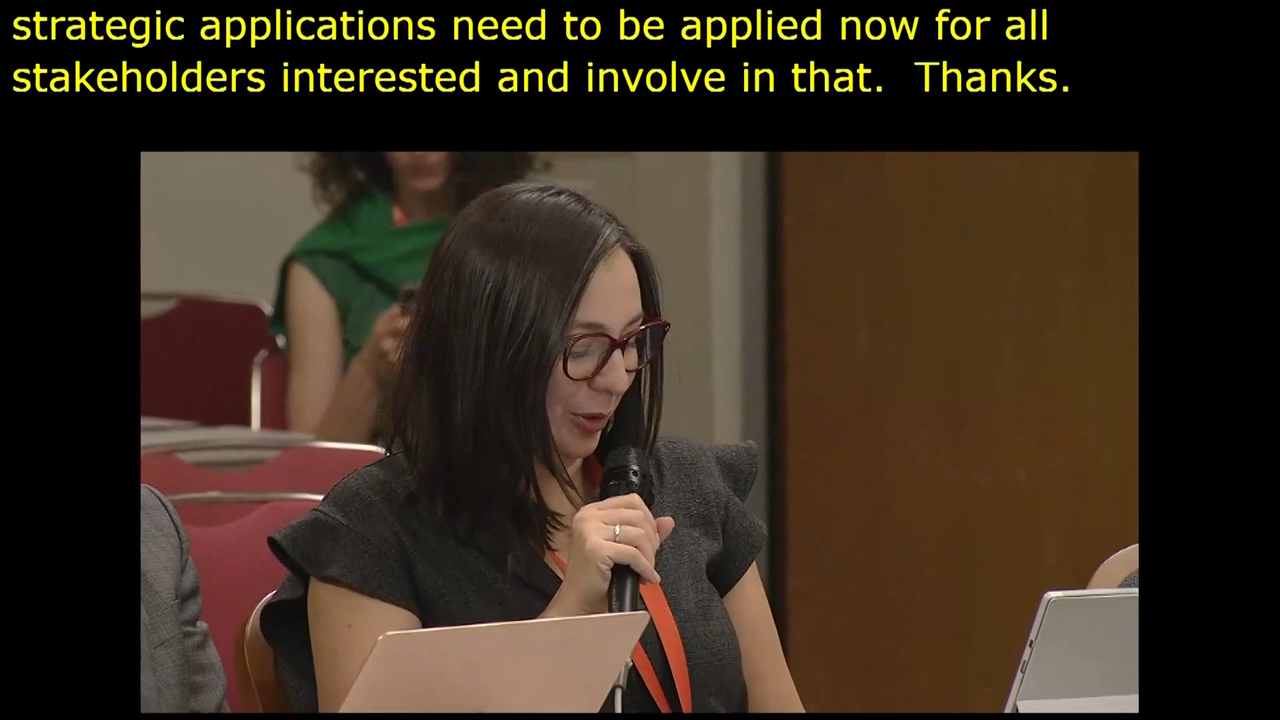 strategic applications need to be applied now for all
stakeholders interested and involve in that.  Thanks.